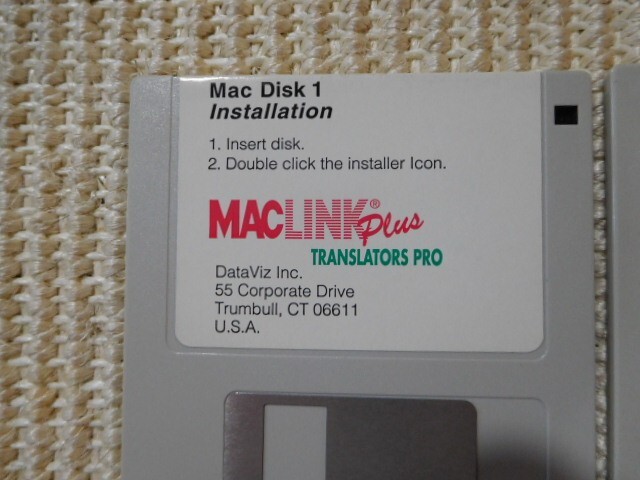 Mac Disk 1
Installation
1. Insert disk.
2. Double click the installer Icon.
MACLINK® Plus
TRANSLATORS PRO
DataViz Inc.
55 Corporate Drive
Trumbull, CT 06611
U.S.A.